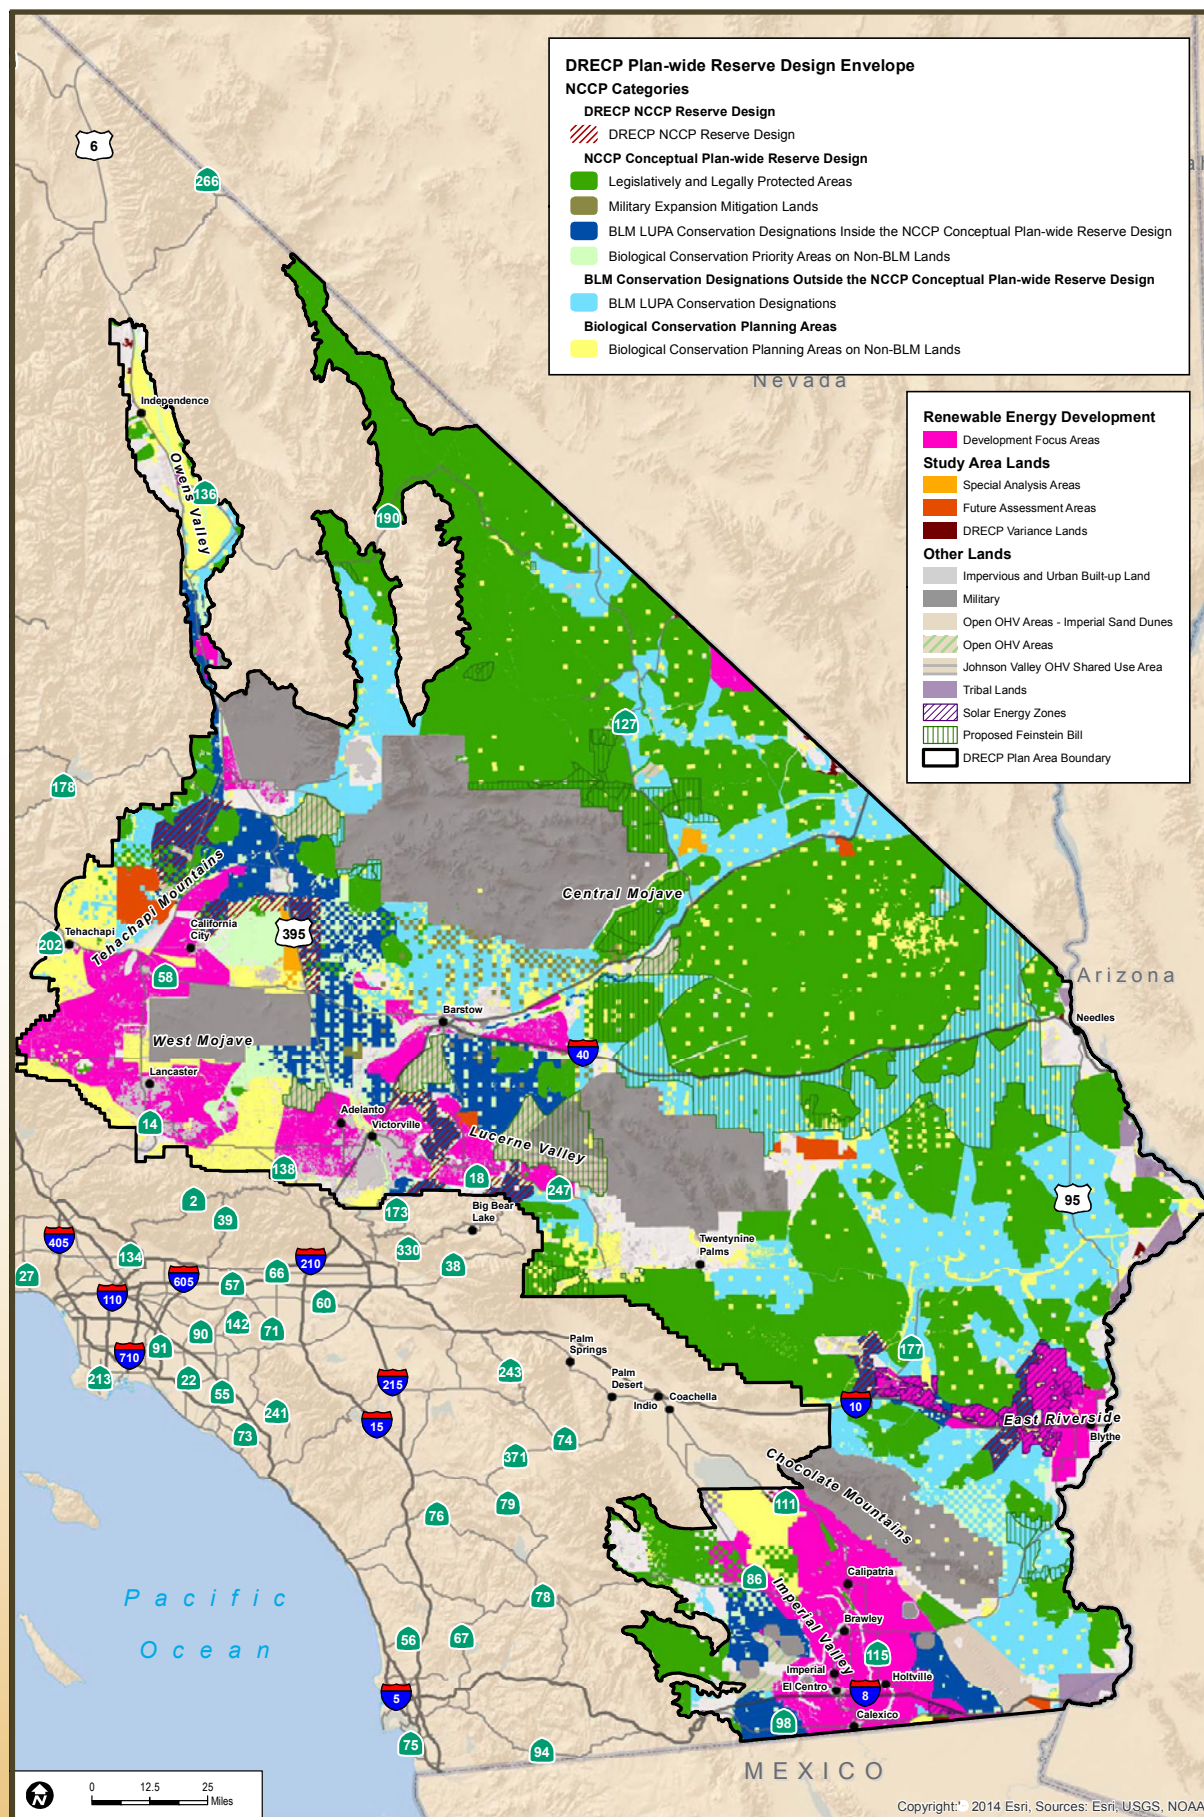 DRECP Plan-wide Reserve Design Envelope
NCCP Categories
DRECP NCCP Reserve Design
DRECP NCCP Reserve Design
NCCP Conceptual Plan-wide Reserve Design
Legislatively and Legally Protected Areas
Military Expansion Mitigation Lands
BLM LUPA Conservation Designations Inside the NCCP Conceptual Plan-wide Reserve Design
Biological Conservation Priority Areas on Non-BLM Lands
BLM Conservation Designations Outside the NCCP Conceptual Plan-wide Reserve Design
BLM LUPA Conservation Designations
Biological Conservation Planning Areas
Biological Conservation Planning Areas on Non-BLM Lands
Renewable Energy Development
Development Focus Areas
Study Area Lands
Special Analysis Areas
Future Assessment Areas
DRECP Variance Lands
Other Lands
Impervious and Urban Built-up Land
Military
Open OHV Areas - Imperial Sand Dunes
Open OHV Areas
Johnson Valley OHV Shared Use Area
Tribal Lands
Solar Energy Zones
Proposed Feinstein Bill
DRECP Plan Area Boundary
6
266
Nevada
Independence
Owens Valley
136
190
127
178
Tehachapi Mountains
Central Mojave
California
City
395
Tehachapi
202
58
Arizona
Barstow
Needles
West Mojave
40
Lancaster
14
Adelanto
Victorville
Lucerne Valley
138
18
247
2
39
173
Big Bear
Lake
95
405
134
210
330
38
Twentynine
Palms
27
110
605
57
66
60
142
71
90
91
710
213
22
55
241
73
215
15
243
Palm
Springs
Palm
Desert
Indio
Coachella
177
10
East Riverside
Blythe
74
371
79
76
Chocolate Mountains
111
86
Calipatria
Imperial Valley
Brawley
78
115
Pacific
Ocean
56
67
Imperial
El Centro
Holtville
8
5
98
Calexico
75
94
MEXICO
0 12.5 25
Miles
N
Copyright:© 2014 Esri, Sources: Esri, USGS, NOAA